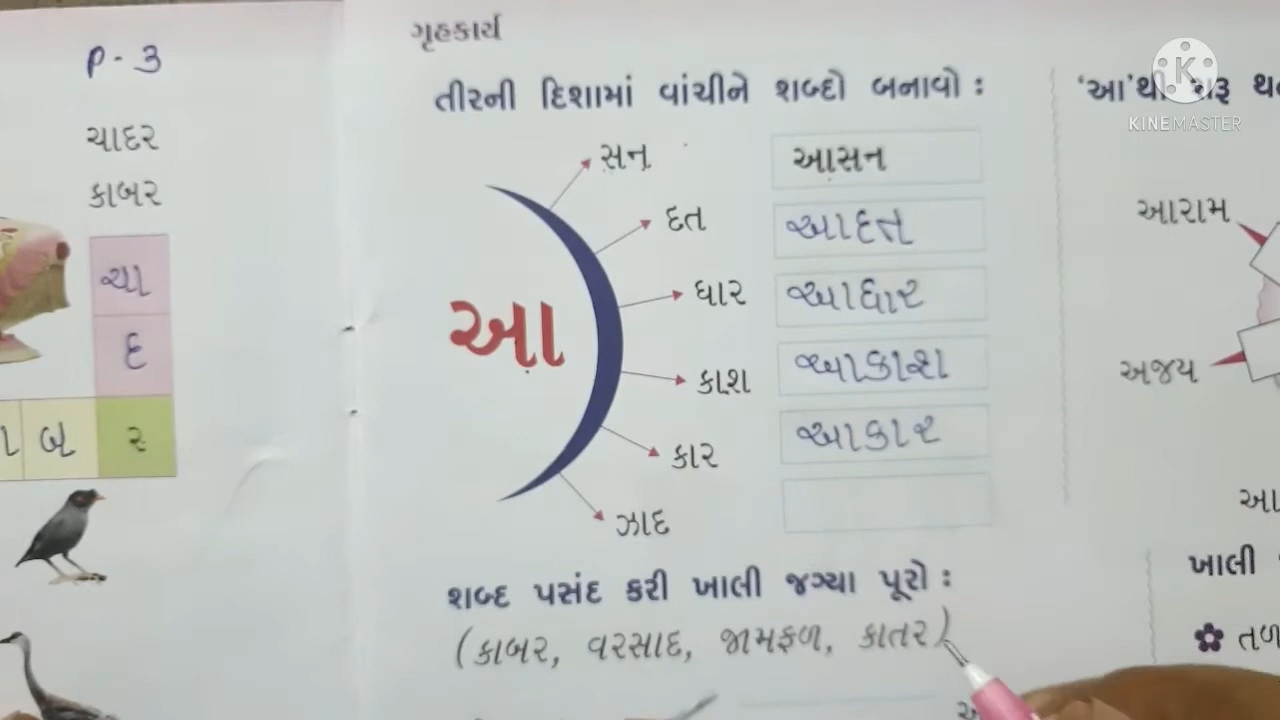 P - 3
ચાદર
કાબર
ચા
દ
ા બ ર
ગૃહકાર્ય
તીરની દિશામાં વાંચીને શબ્દો બનાવો :
આ
સન આસન
દત આદત
ધાર આધાર
કાશ આકાશ
કાર આકાર
ઝાદ
શબ્દ પસંદ કરી ખાલી જગ્યા પૂરો :
(કાબર, વરસાદ, જામફળ, કાતર)
'આ'થી શરૂ
આરામ
અજય
આ
ખાલી
K
KINEMASTER